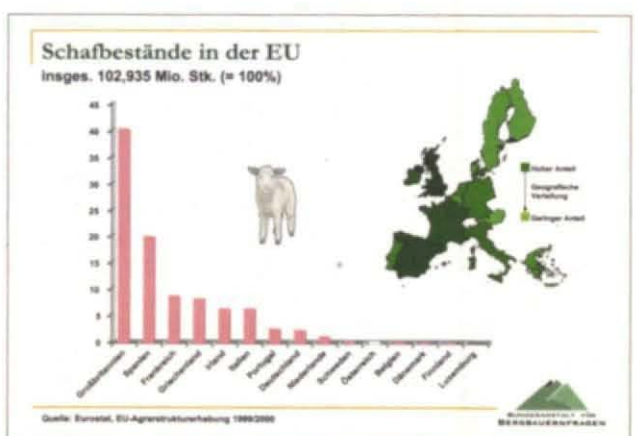 Schafbestände in der EU
insges. 102,935 Mio. Stk. (= 100%)
45
40
35
30
25
20
15
10
5
0
Großbritannien
Spanien
Frankreich
Griechenland
Irland
Italien
Portugal
Deutschland
Niederlande
Schweden
Österreich
Belgien
Dänemark
Finnland
Luxemburg
Hoher Anteil
Geografische
Verteilung
Geringer Anteil
Quelle: Eurostat, EU-Agrarstrukturerhebung 1999/2000
BUNDESANSTALT FÜR
BERGBAUERNFRAGEN